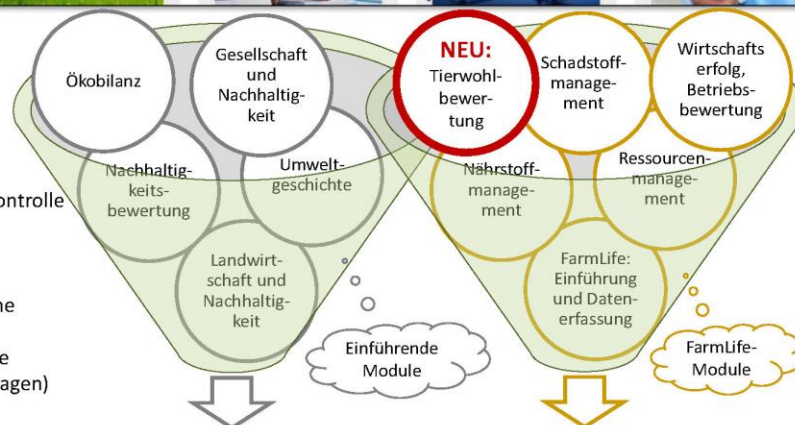 ontrolle
ne
e
agen)
Ökobilanz
Gesellschaft
und
Nachhaltig-
keit
Nachhaltig-
keits-
bewertung
Umwelt-
geschichte
Landwirt-
schaft und
Nachhaltig-
keit
Einführende
Module
NEU:
Tierwohl-
bewer-
tung
Schadstoff-
manage-
ment
Wirtschafts
erfolg,
Betriebs-
bewertung
Nährstoff-
manage-
ment
Ressourcen-
manage-
ment
FarmLife:
Einführung
und Daten-
erfassung
FarmLife-
Module